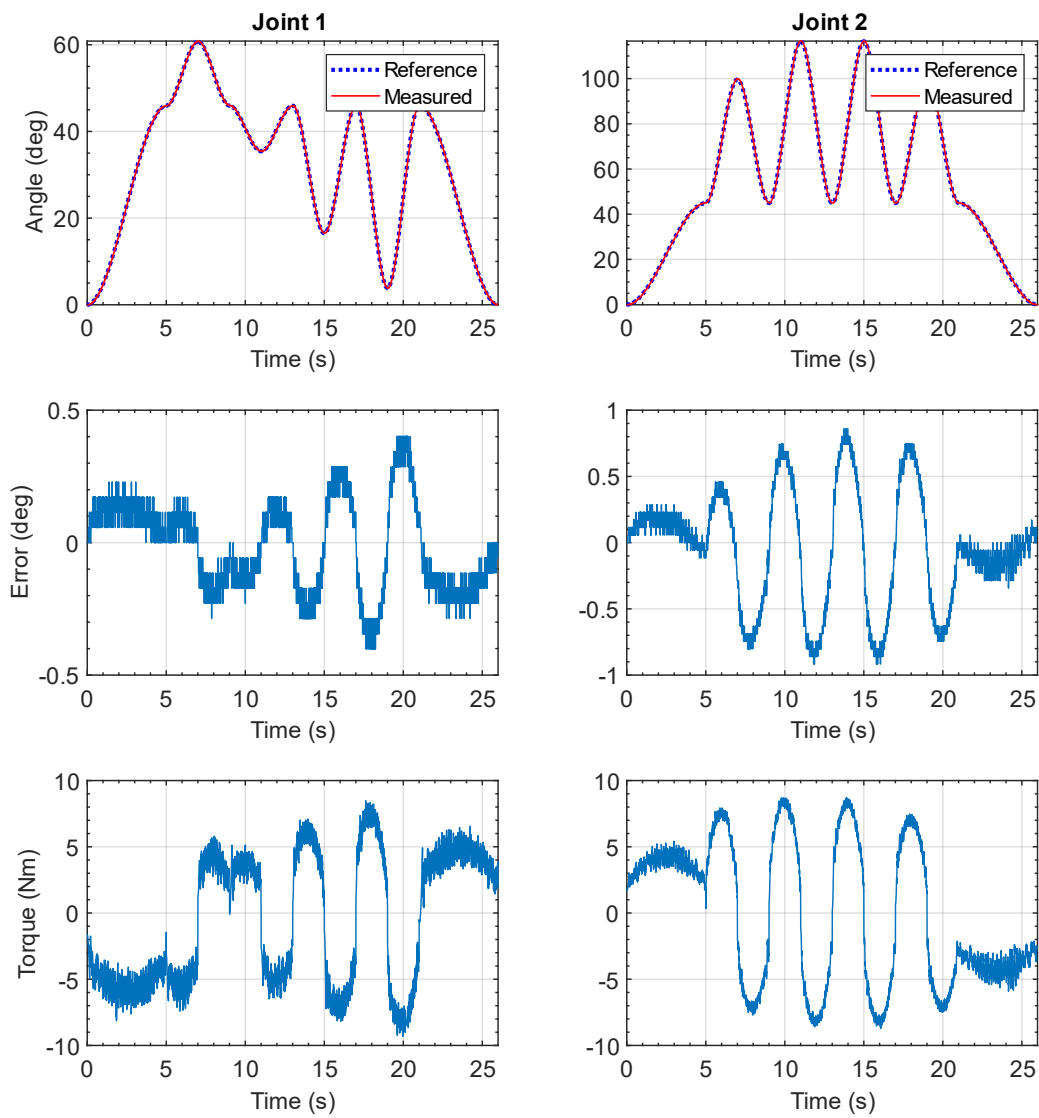 Joint 1
Joint 2
Angle (deg)
60
40
20
0
Reference
Measured
0 5 10 15 20 25
Time (s)
100
80
60
40
20
0
Reference
Measured
0 5 10 15 20 25
Time (s)
Error (deg)
0.5
0
-0.5
0 5 10 15 20 25
Time (s)
1
0.5
0
-0.5
-1
0 5 10 15 20 25
Time (s)
Torque (Nm)
10
5
0
-5
-10
0 5 10 15 20 25
Time (s)
10
5
0
-5
-10
0 5 10 15 20 25
Time (s)